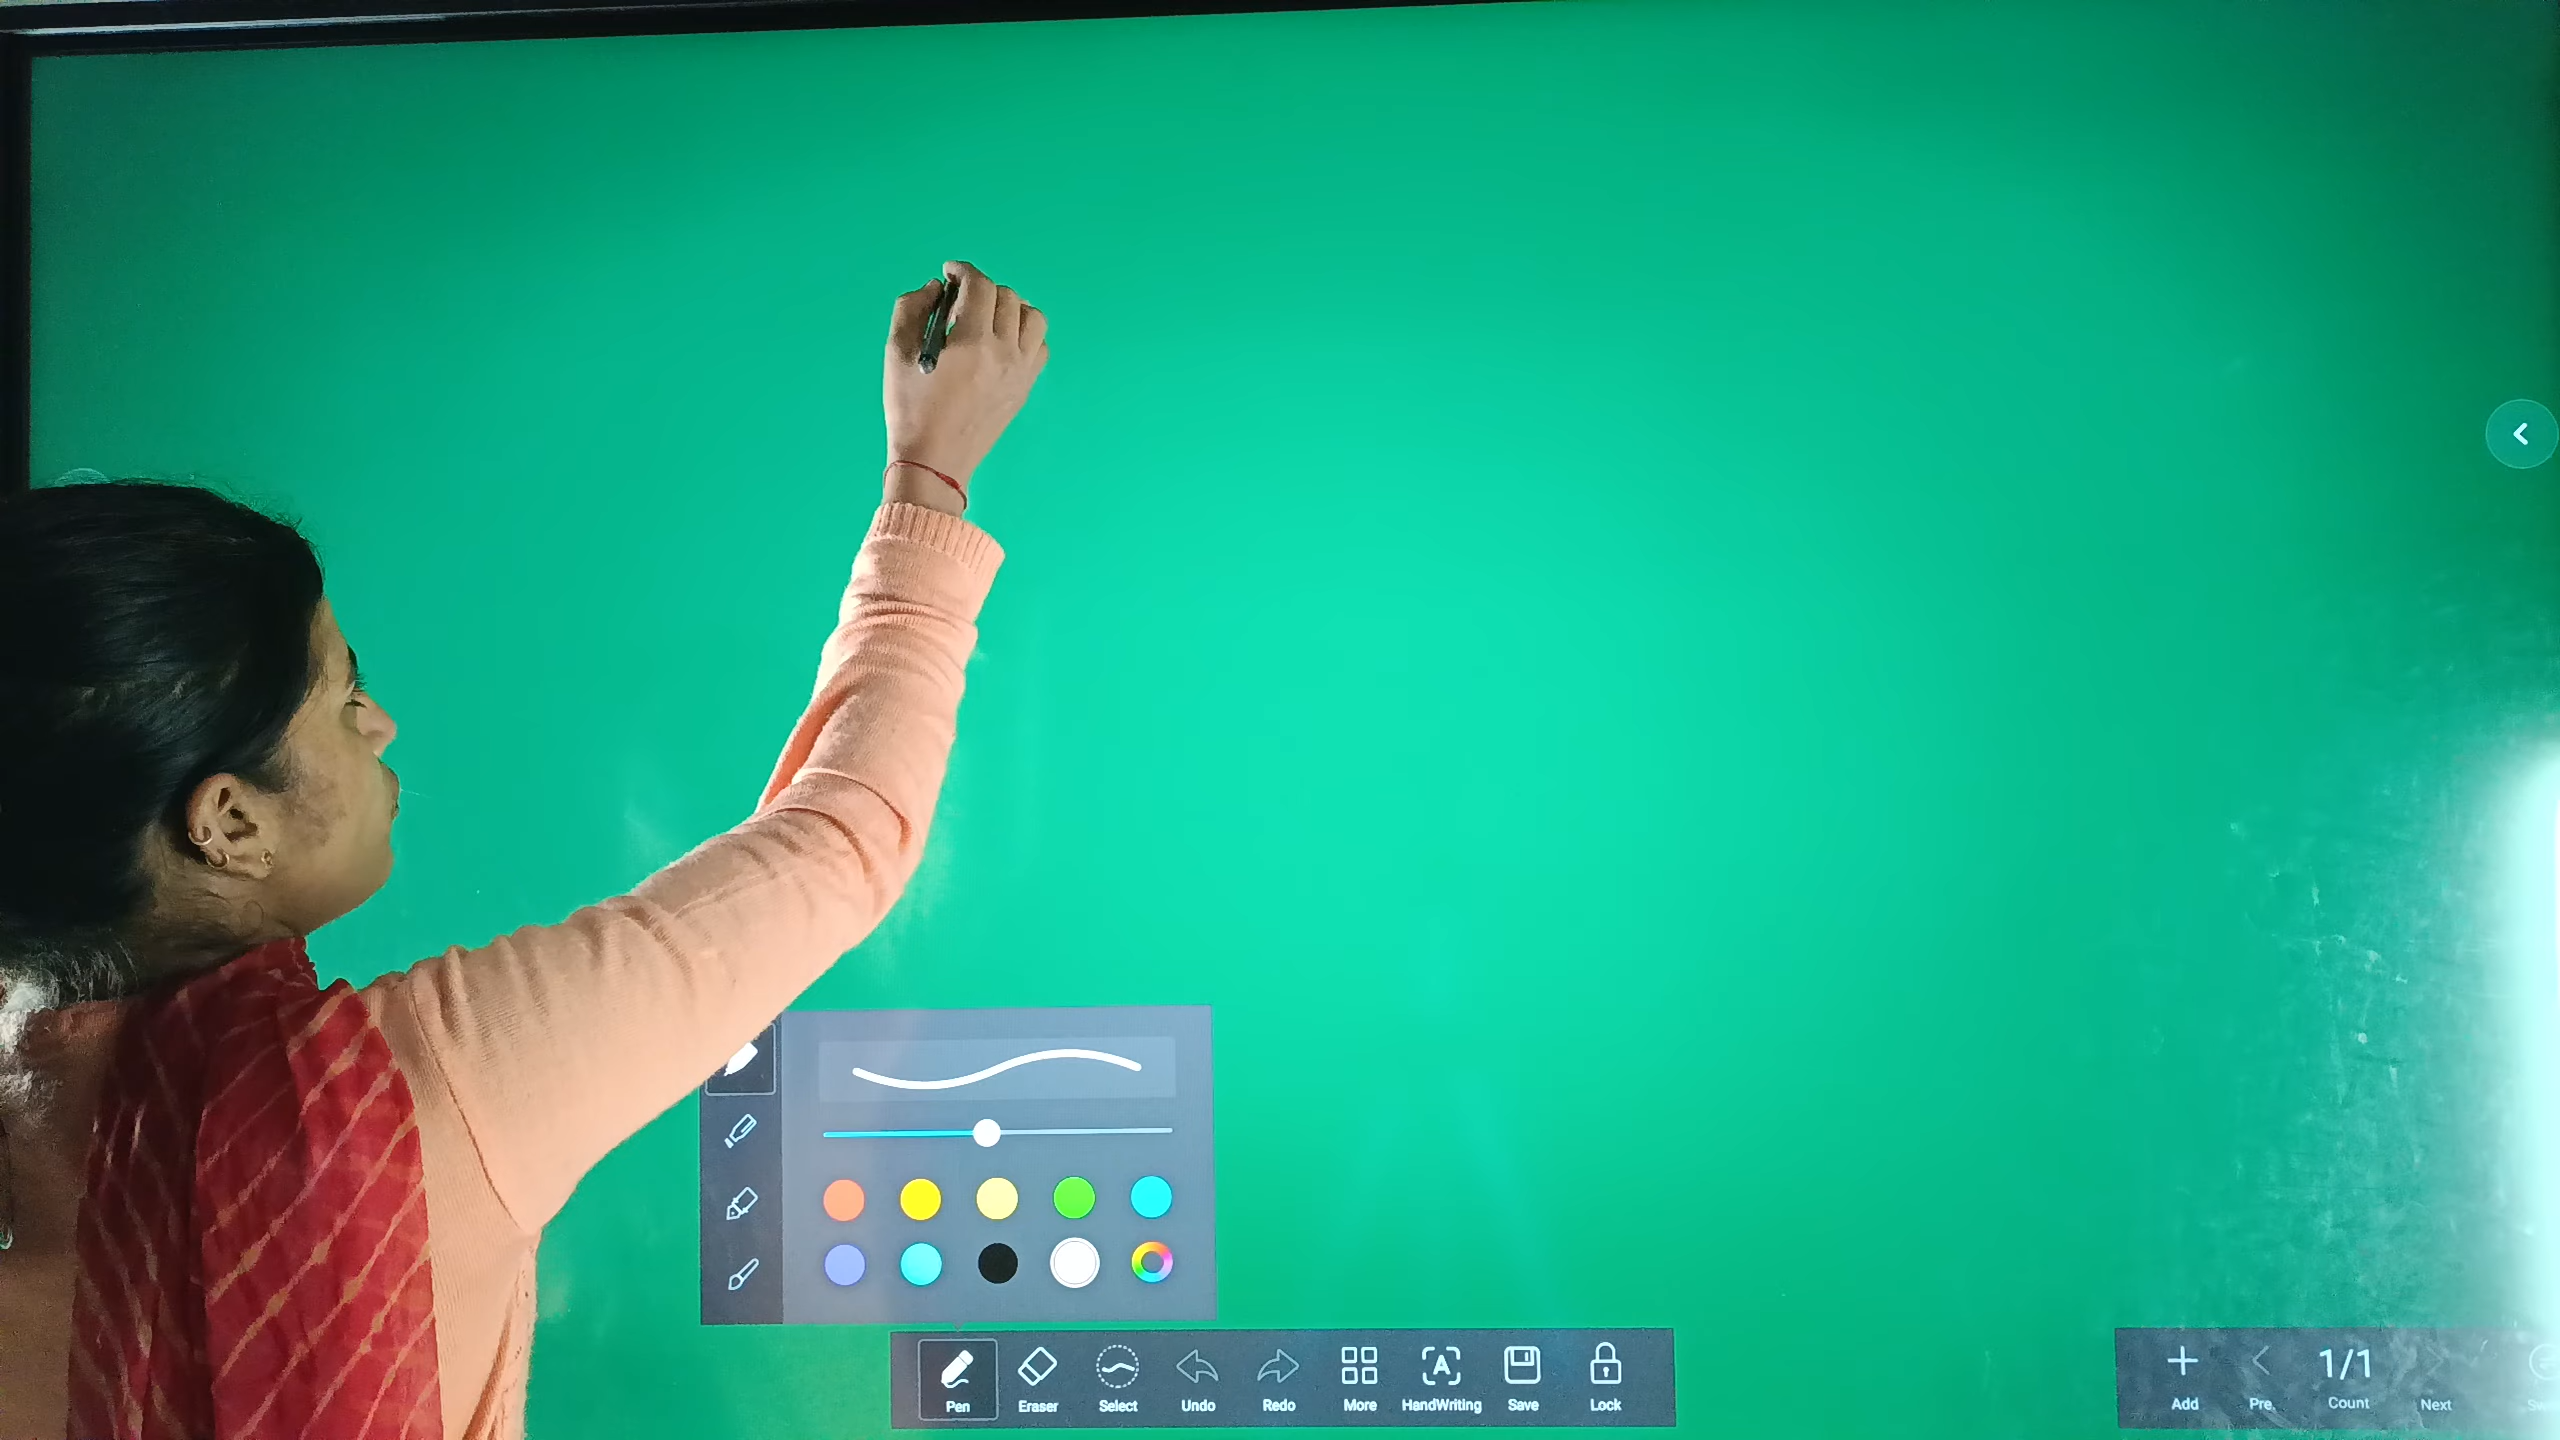 Pen Eraser Select Undo Redo More HandWriting Save Lock
1/1
Add Pre. Count Next